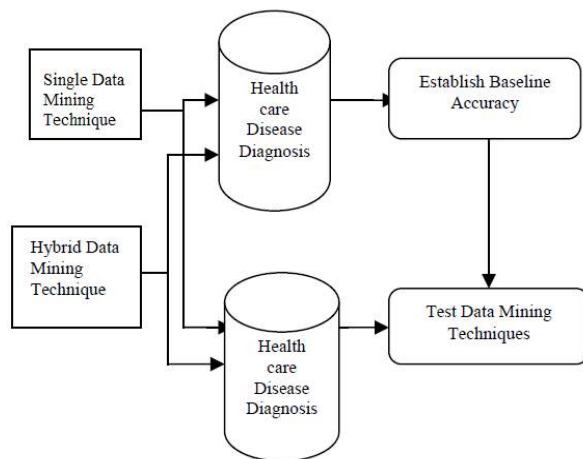 Single Data
Mining
Technique
Health
care
Disease
Diagnosis
Establish Baseline
Accuracy
Hybrid Data
Mining
Technique
Health
care
Disease
Diagnosis
Test Data Mining
Techniques